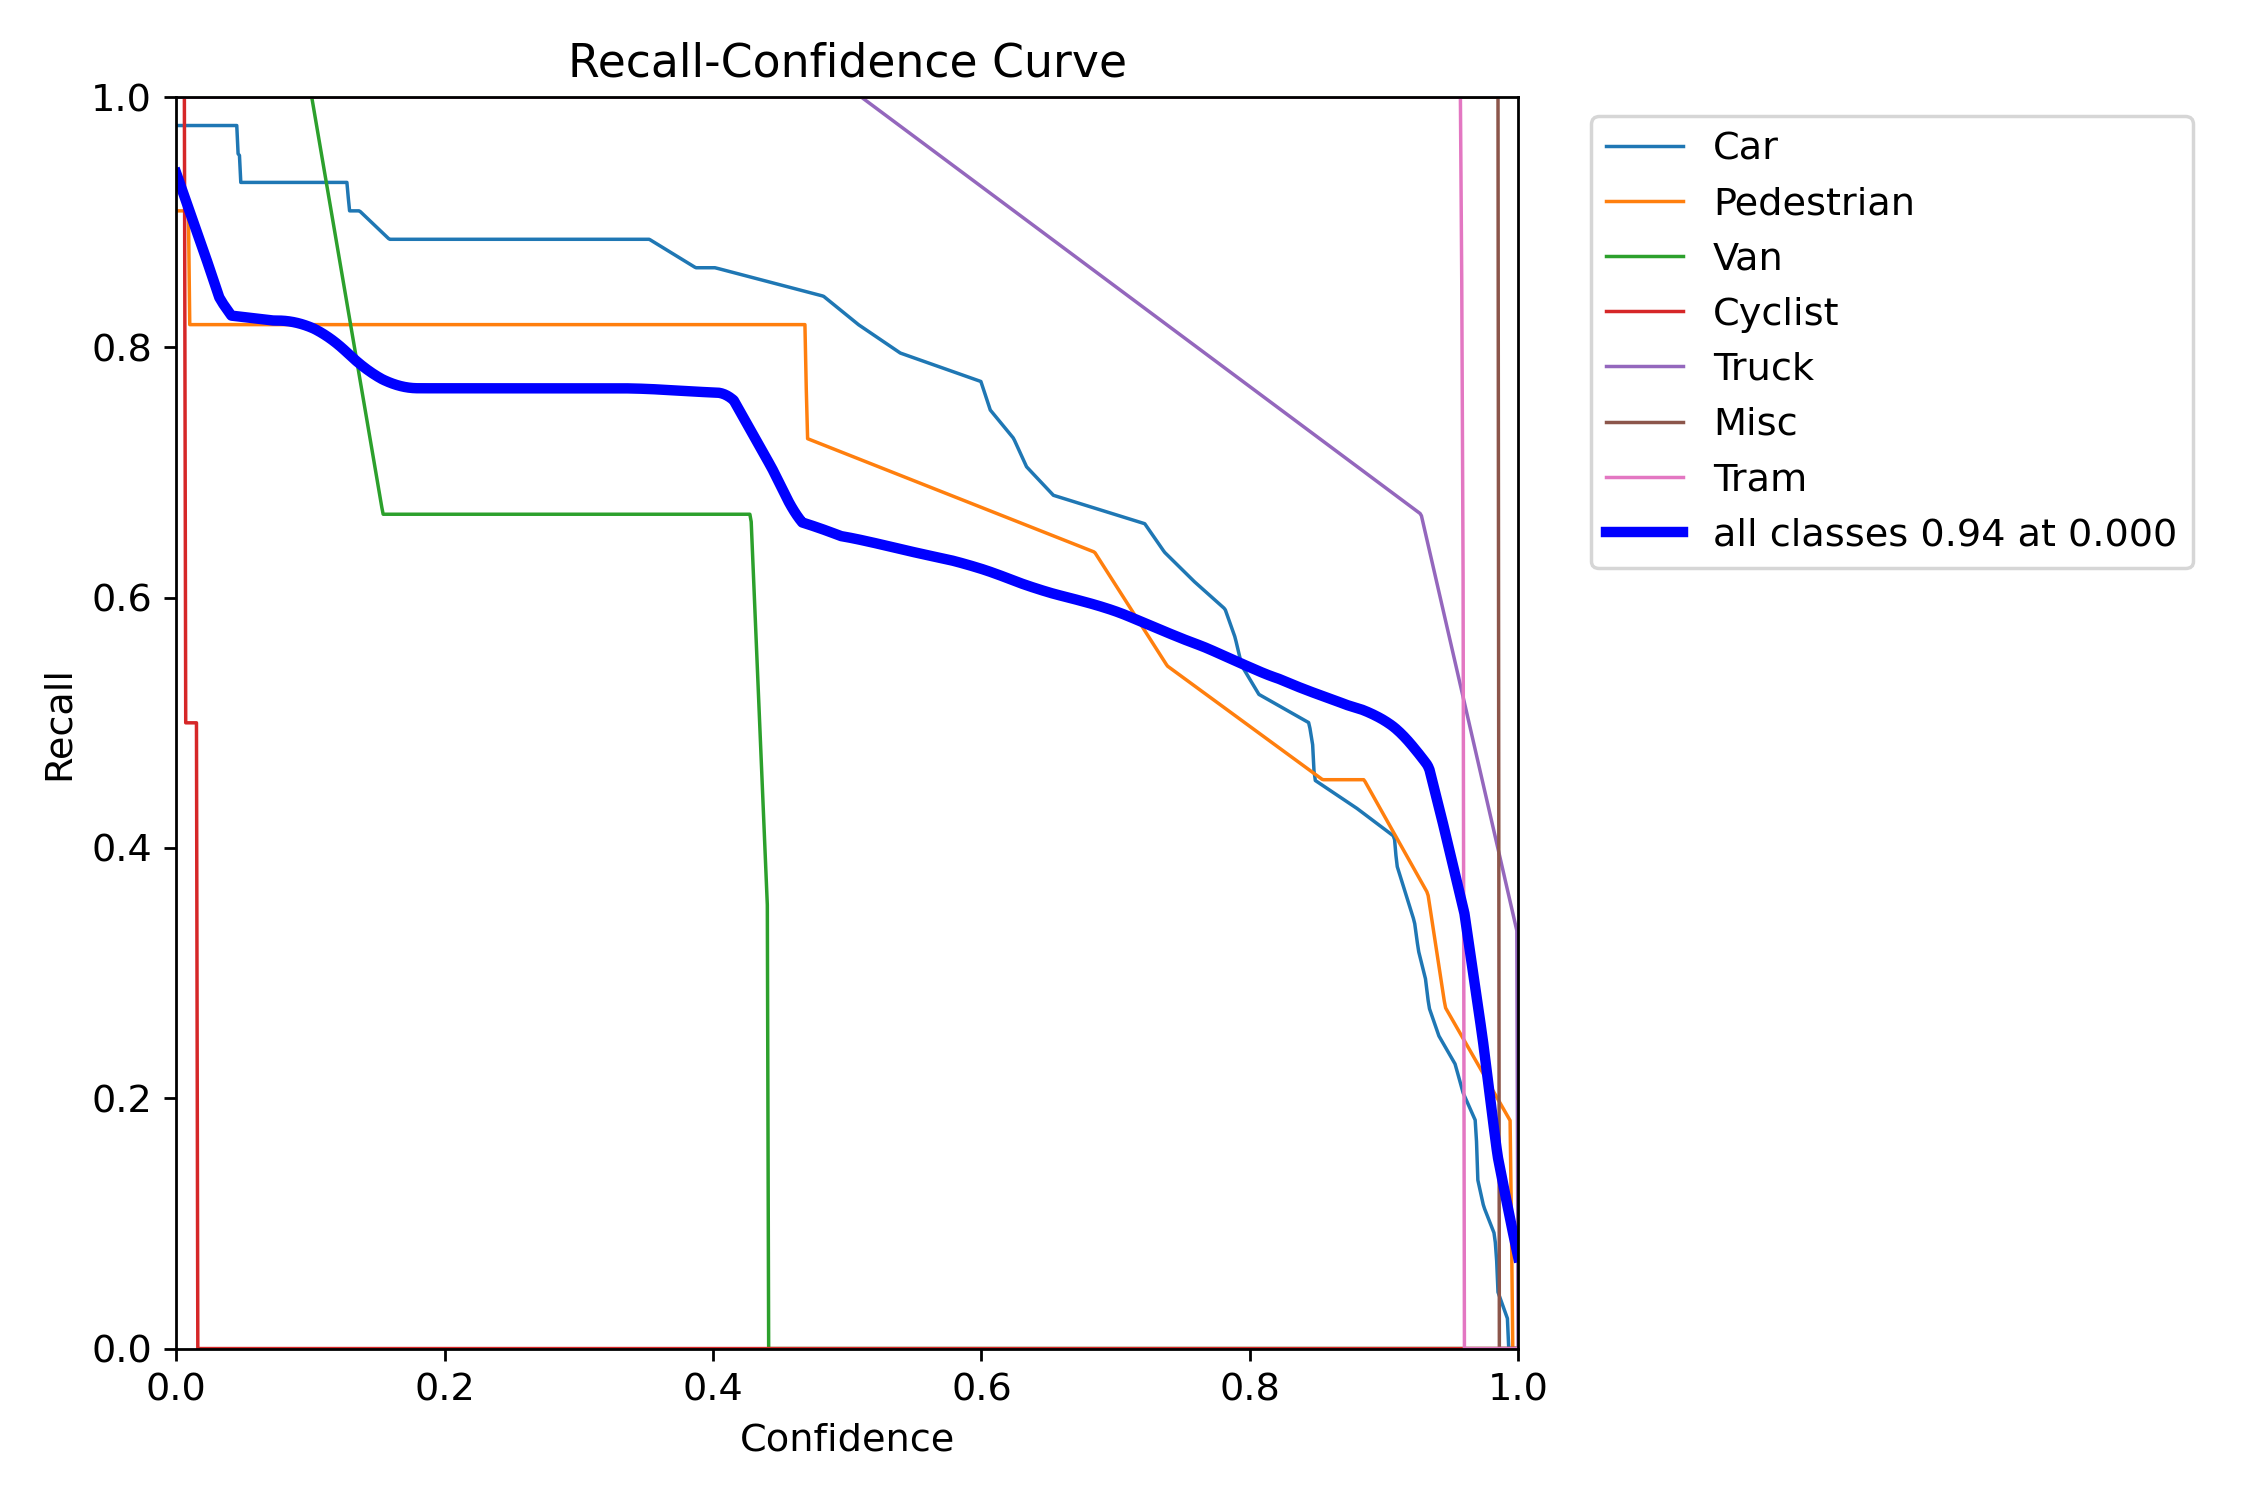 Recall-Confidence Curve
1.0
0.8
0.6
0.4
0.2
0.0
Recall
0.0 0.2 0.4 0.6 0.8 1.0
Confidence
Car
Pedestrian
Van
Cyclist
Truck
Misc
Tram
all classes 0.94 at 0.000